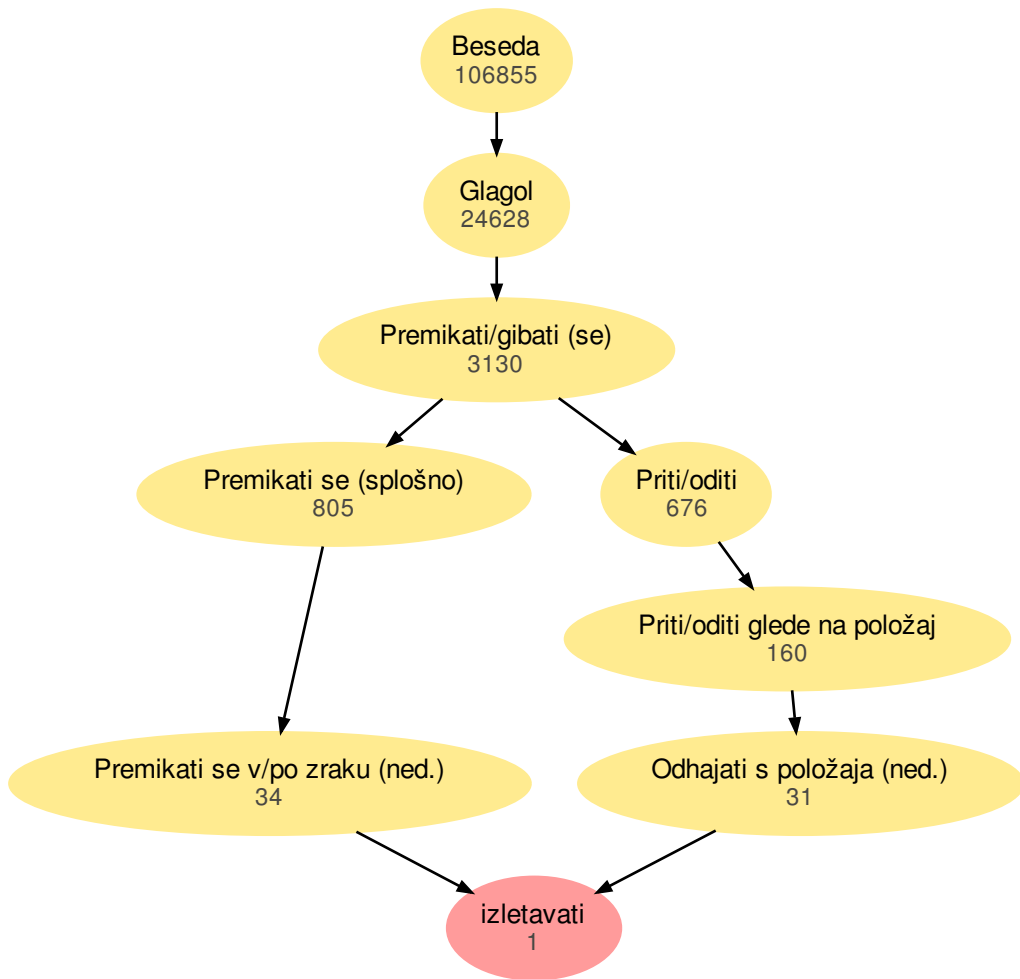 Beseda
106855
Glagol
24628
Premikati/gibati (se)
3130
Premikati se (splošno)
805
Priti/oditi
676
Priti/oditi glede na položaj
160
Premikati se v/po zraku (ned.)
34
Odhajati s položaja (ned.)
31
izletavati
1